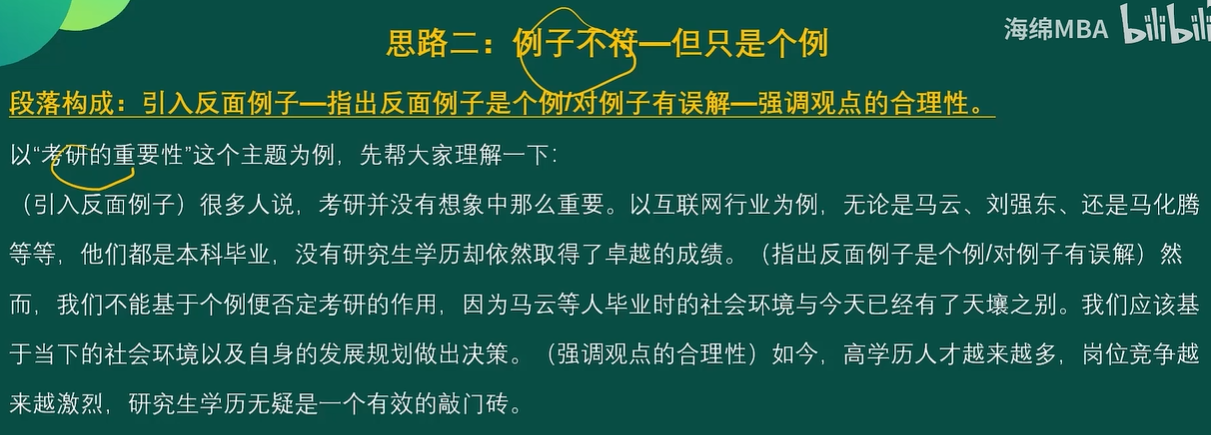 海绵MBA bilibili
思路二：例子不符—但只是个例
段落构成：引入反面例子—指出反面例子是个例/对例子有误解—强调观点的合理性。
以“考研的重要性”这个主题为例，先帮大家理解一下：
（引入反面例子）很多人说，考研并没有想象中那么重要。以互联网行业为例，无论是马云、刘强东、还是马化腾
等等，他们都是本科毕业，没有研究生学历却依然取得了卓越的成绩。（指出反面例子是个例/对例子有误解）然
而，我们不能基于个例便否定考研的作用，因为马云等人毕业时的社会环境与今天已经有了天壤之别。我们应该基
于当下的社会环境以及自身的发展规划做出决策。（强调观点的合理性）如今，高学历人才越来越多，岗位竞争越
来越激烈，研究生学历无疑是一个有效的敲门砖。